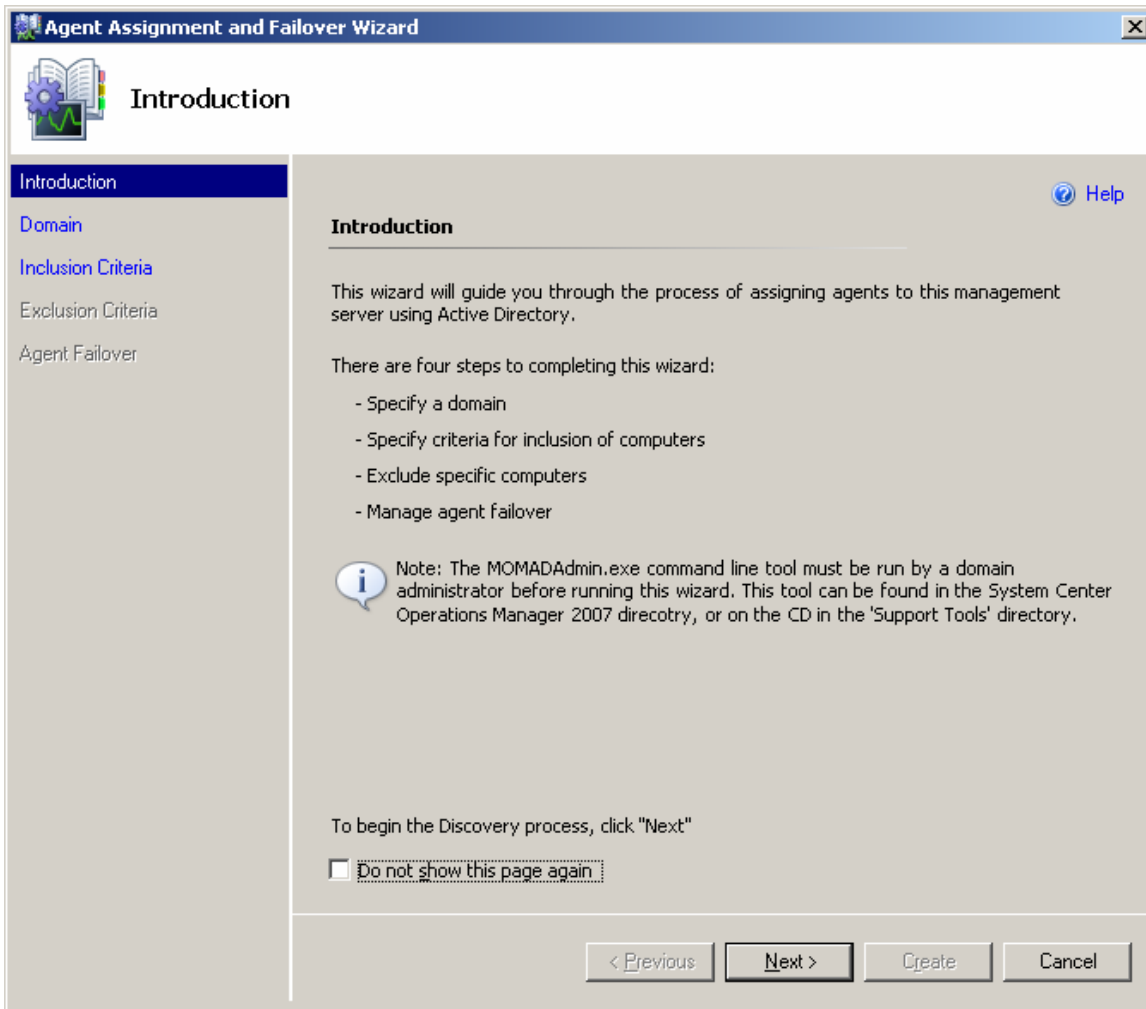 Agent Assignment and Failover Wizard
Introduction
Introduction
Domain
Inclusion Criteria
Exclusion Criteria
Agent Failover
Help
Introduction
This wizard will guide you through the process of assigning agents to this management
server using Active Directory.
There are four steps to completing this wizard:
- Specify a domain
- Specify criteria for inclusion of computers
- Exclude specific computers
- Manage agent failover
Note: The MOMADAdmin.exe command line tool must be run by a domain
administrator before running this wizard. This tool can be found in the System Center
Operations Manager 2007 direcotry, or on the CD in the 'Support Tools' directory.
To begin the Discovery process, click "Next"
Do not show this page again
< Previous
Next >
Create
Cancel